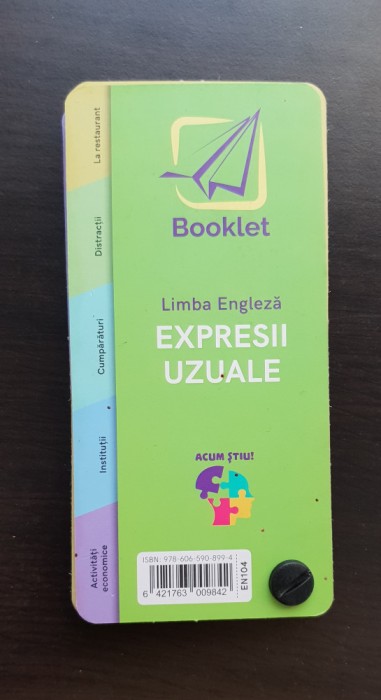 Booklet
Limba Engleză
EXPRESII
UZUALE
ACUM ȘTIU!
ISBN: 978-606-590-899-4
6 421763 009842
EN104
La restaurant
Distracții
Cumpărături
Instituții
Activități
economice